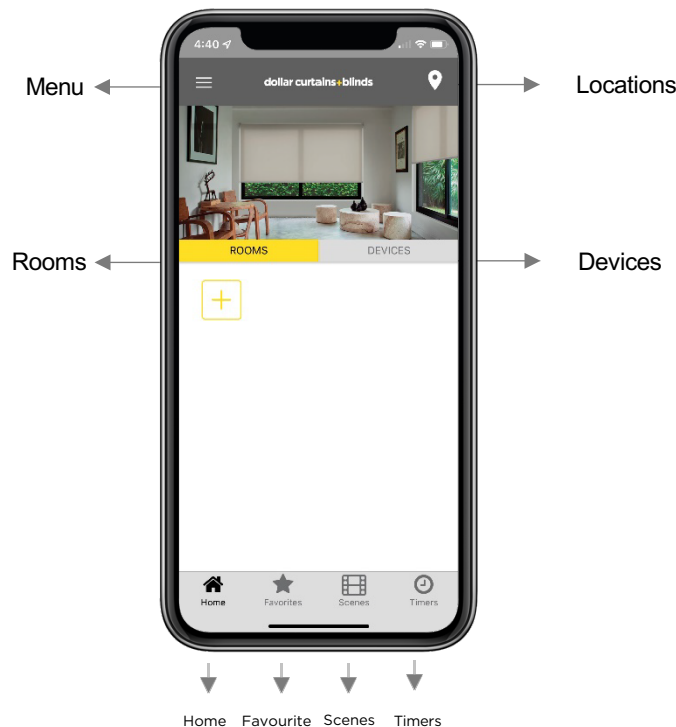 4:40
Menu
dollar curtains+blinds
Locations
Rooms
ROOMS
DEVICES
Devices
Home
Favorites
Scenes
Timers
Home Favourite Scenes Timers